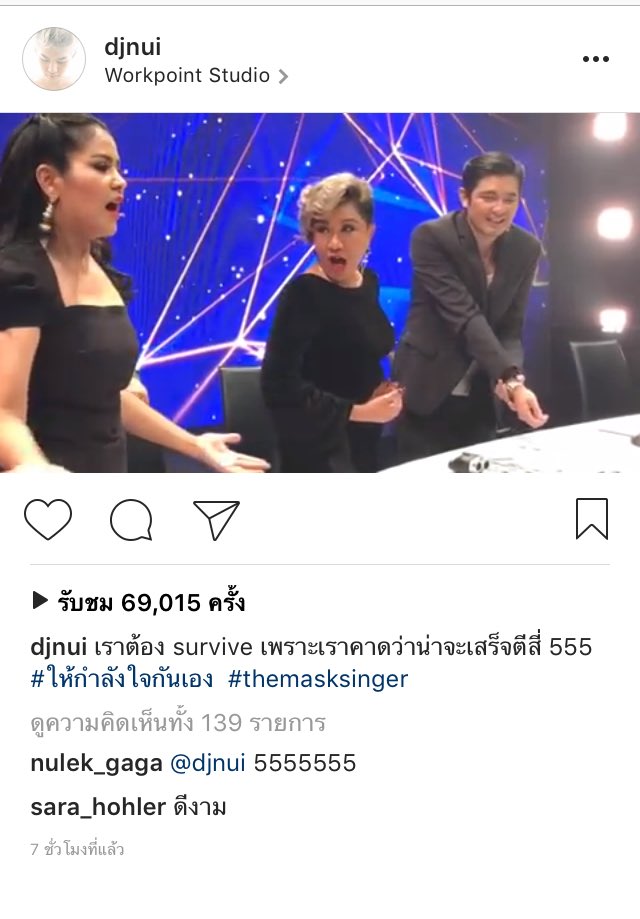 djnui
Workpoint Studio >
รับชม 69,015 ครั้ง
djnui เราต้อง survive เพราะเราคาดว่าน่าจะเสร็จตีสี่ 555
#ให้กำลังใจกันเอง #themasksinger
ดูความคิดเห็นทั้ง 139 รายการ
nulek_gaga @djnui 5555555
sara_hohler ดีงาม
7 ชั่วโมงที่แล้ว